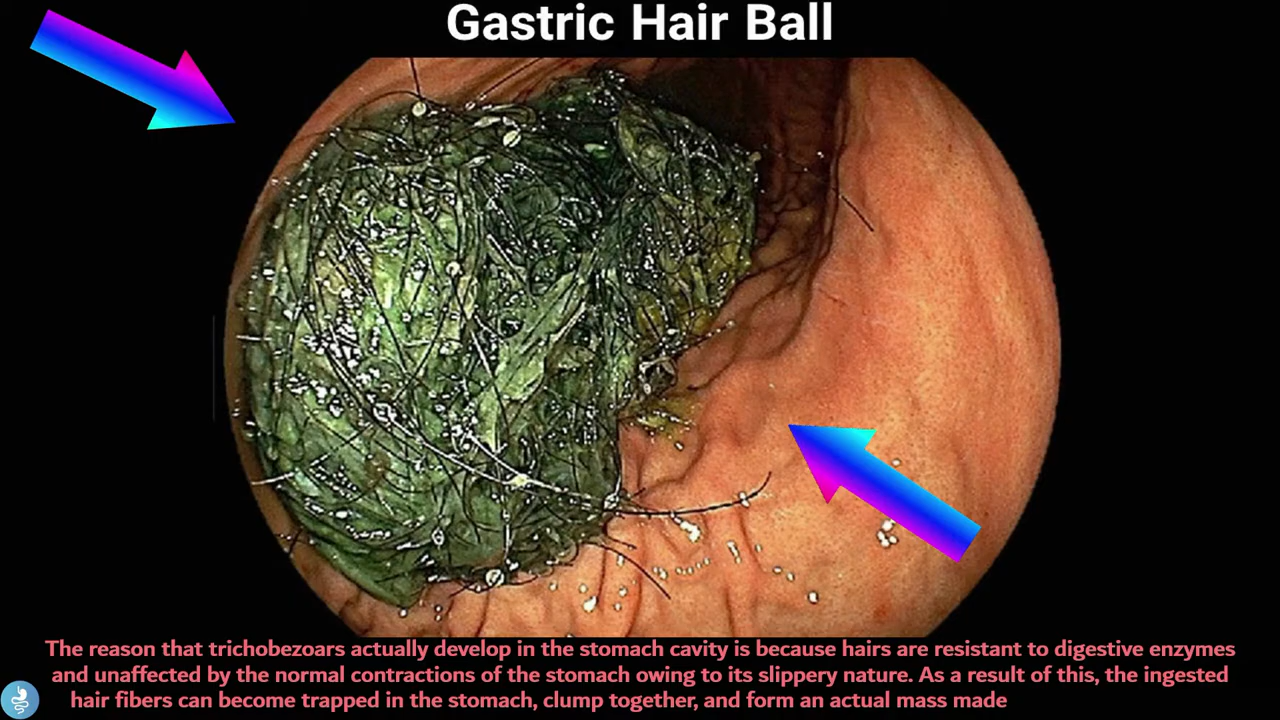 Gastric Hair Ball
The reason that trichobezoars actually develop in the stomach cavity is because hairs are resistant to digestive enzymes
and unaffected by the normal contractions of the stomach owing to its slippery nature. As a result of this, the ingested
hair fibers can become trapped in the stomach, clump together, and form an actual mass made